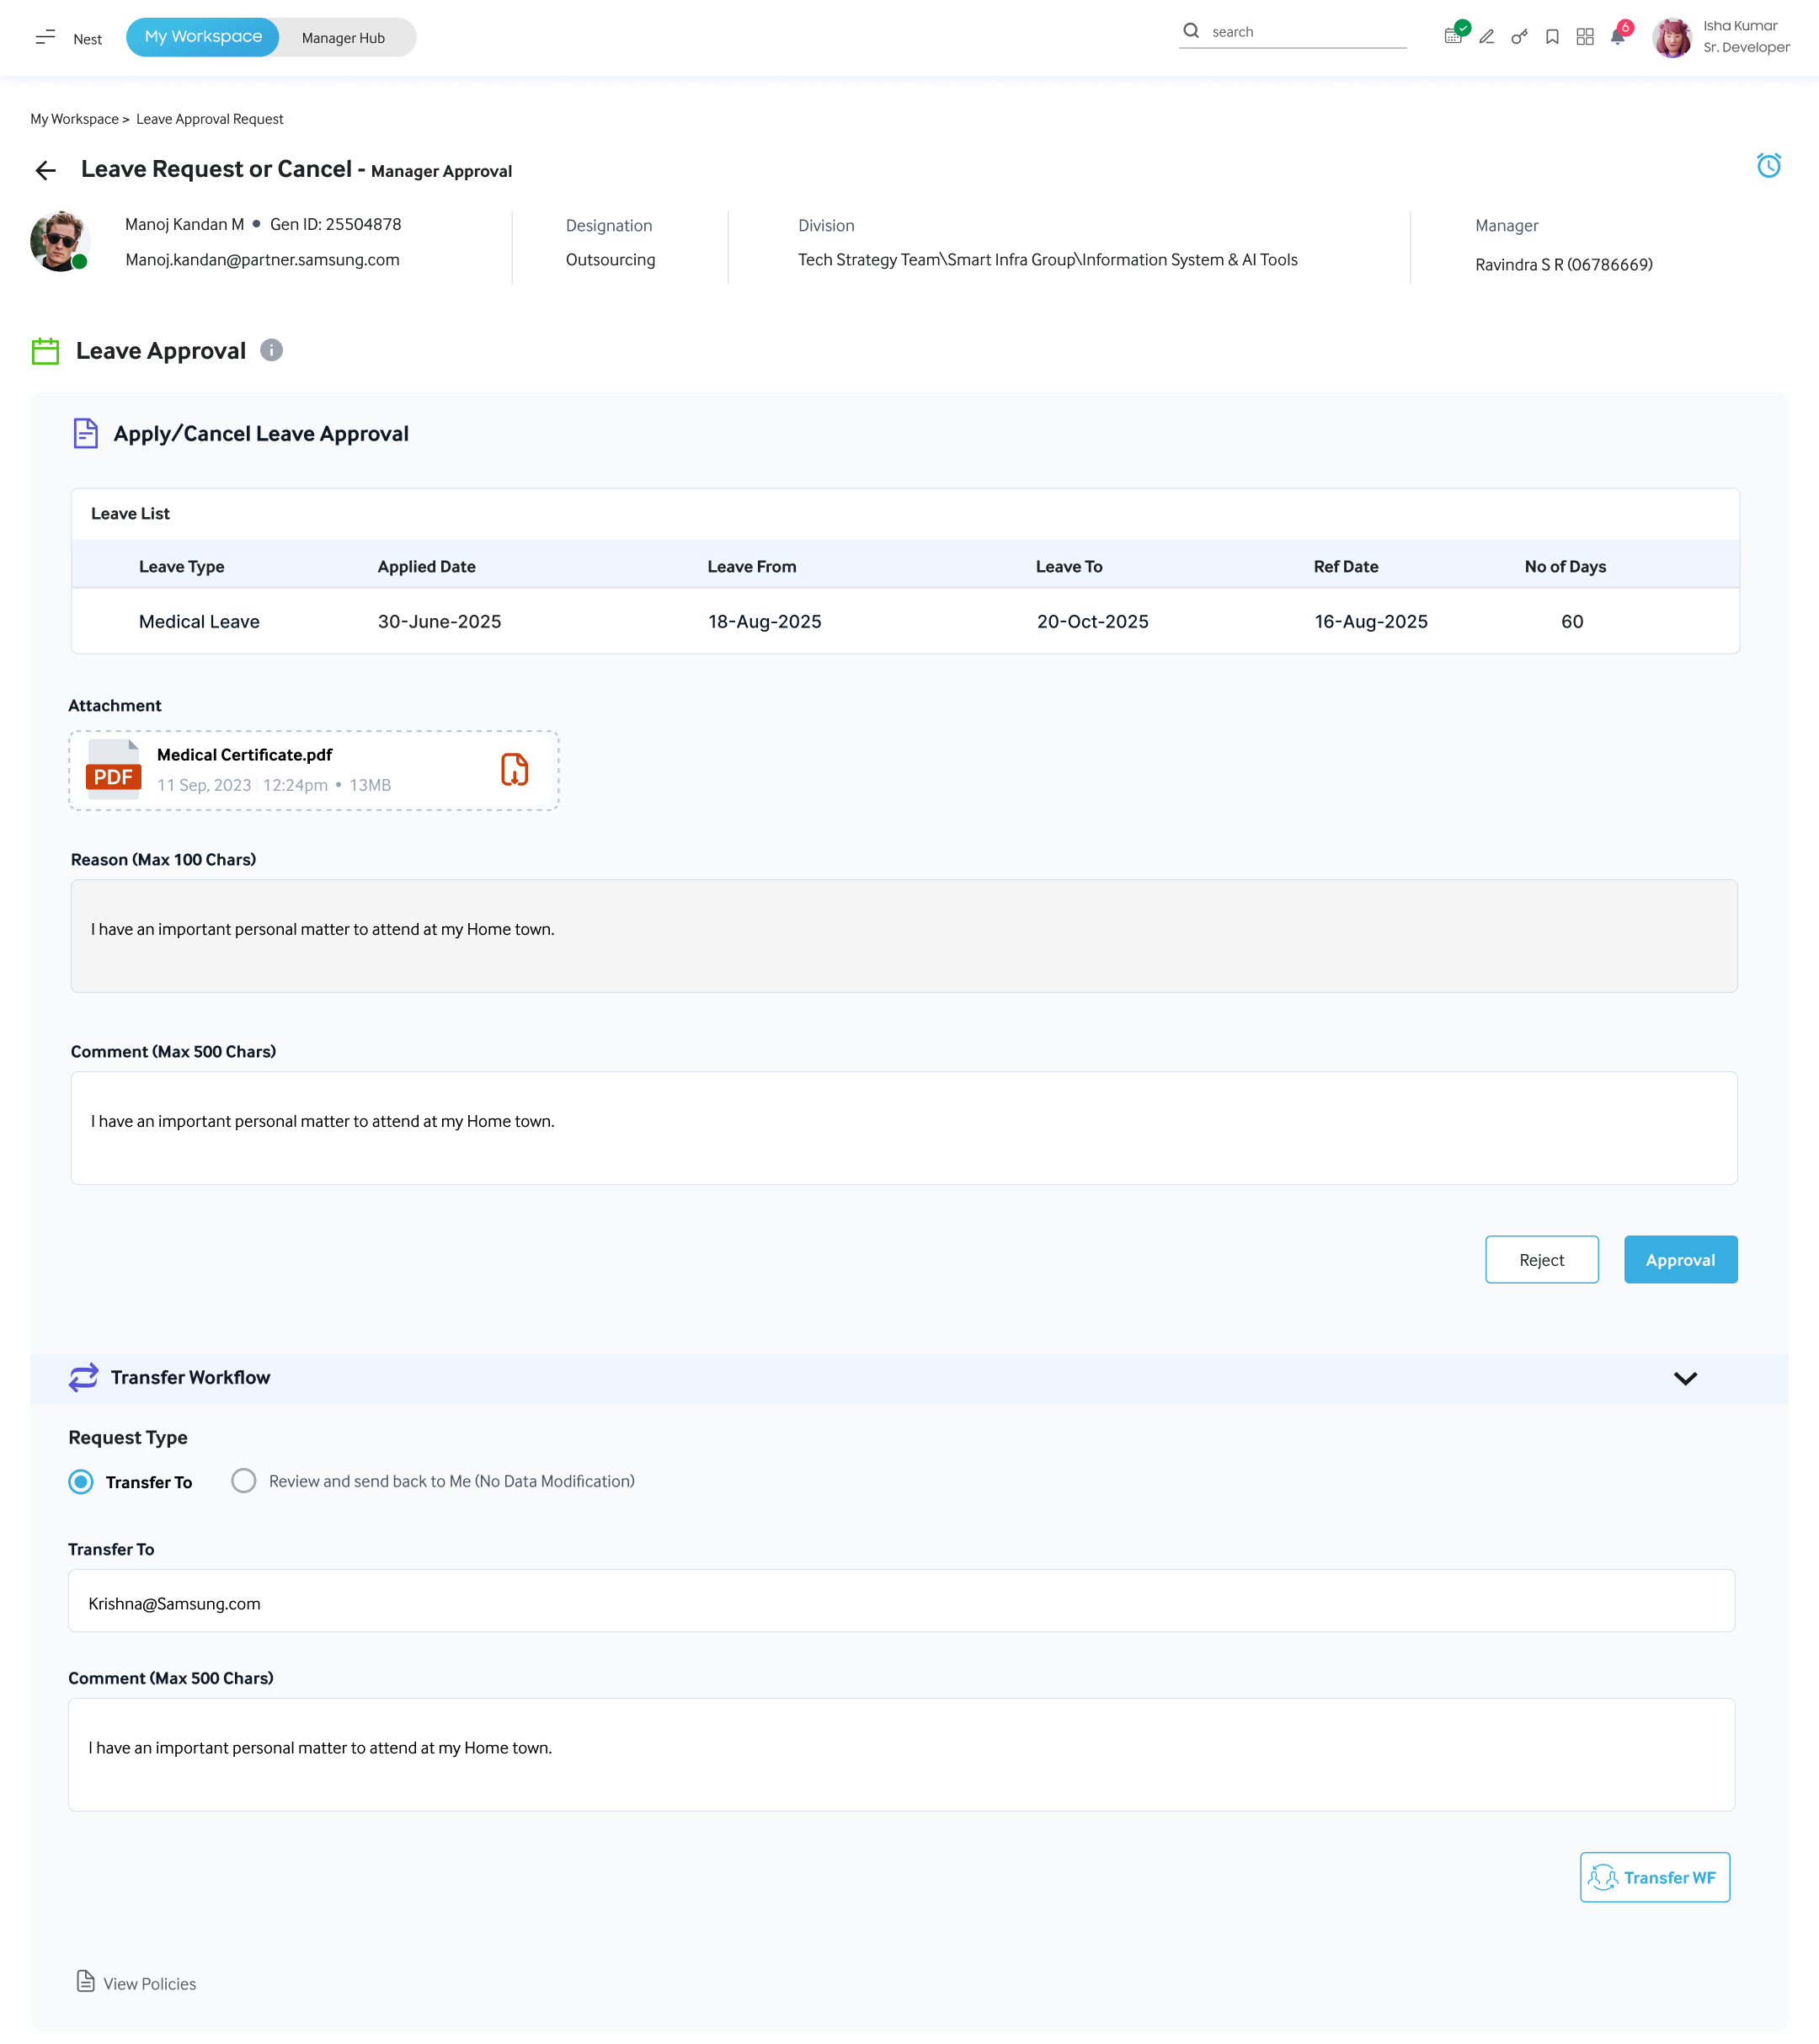 Nest
My Workspace
Manager Hub
search
6
Isha Kumar
Sr. Developer
My Workspace > Leave Approval Request
Leave Request or Cancel - Manager Approval
Manoj Kandan M • Gen ID: 25504878
Manoj.kandan@partner.samsung.com
Designation
Outsourcing
Division
Tech Strategy Team\Smart Infra Group\Information System & AI Tools
Manager
Ravindra S R (06786669)
Leave Approval
Apply/Cancel Leave Approval
Leave List
Leave Type Applied Date Leave From Leave To Ref Date No of Days
Medical Leave 30-June-2025 18-Aug-2025 20-Oct-2025 16-Aug-2025 60
Attachment
PDF
Medical Certificate.pdf
11 Sep, 2023 | 12:24pm • 13MB
Reason (Max 100 Chars)
I have an important personal matter to attend at my Home town.
Comment (Max 500 Chars)
I have an important personal matter to attend at my Home town.
Reject
Approval
Transfer Workflow
Request Type
Transfer To
Review and send back to Me (No Data Modification)
Transfer To
Krishna@Samsung.com
Comment (Max 500 Chars)
I have an important personal matter to attend at my Home town.
Transfer WF
View Policies